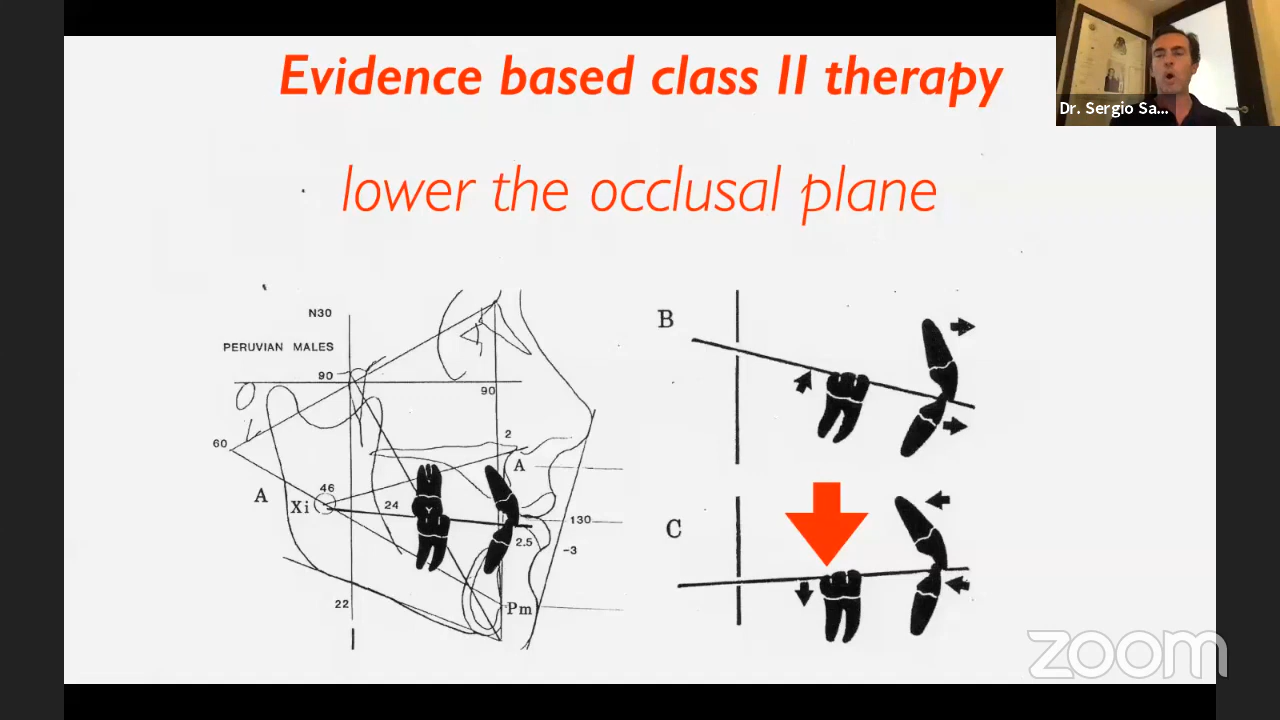 Evidence based class II therapy
Dr. Sergio Sa...
lower the occlusal plane
N30
PERUVIAN MALES
90
90
60
2
A
46
A
Xi
24
130
2.5
-3
22
Pm
B
C
zoom